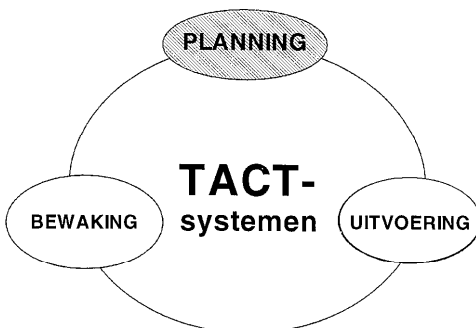 PLANNING
TACT-
systemen
BEWAKING
UITVOERING